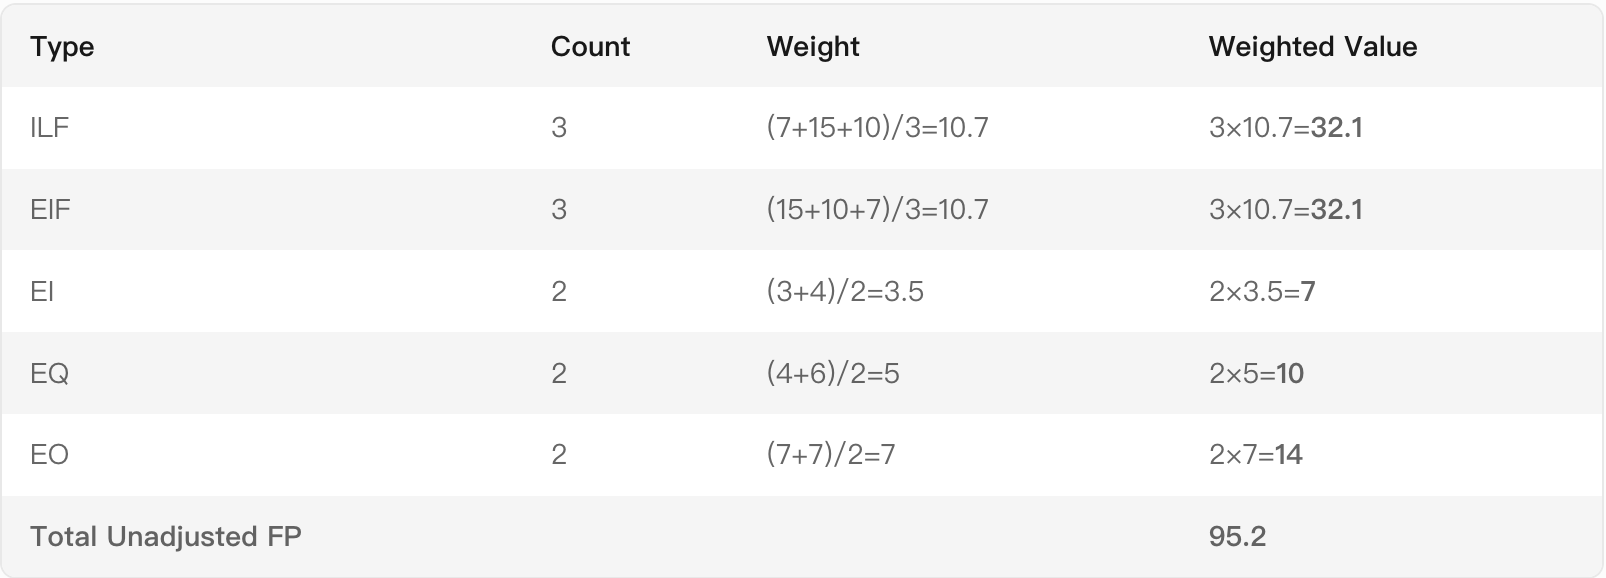 Type Count Weight Weighted Value
ILF 3 (7+15+10)/3=10.7 3×10.7=32.1
EIF 3 (15+10+7)/3=10.7 3×10.7=32.1
EI 2 (3+4)/2=3.5 2×3.5=7
EQ 2 (4+6)/2=5 2×5=10
EO 2 (7+7)/2=7 2×7=14
Total Unadjusted FP 95.2